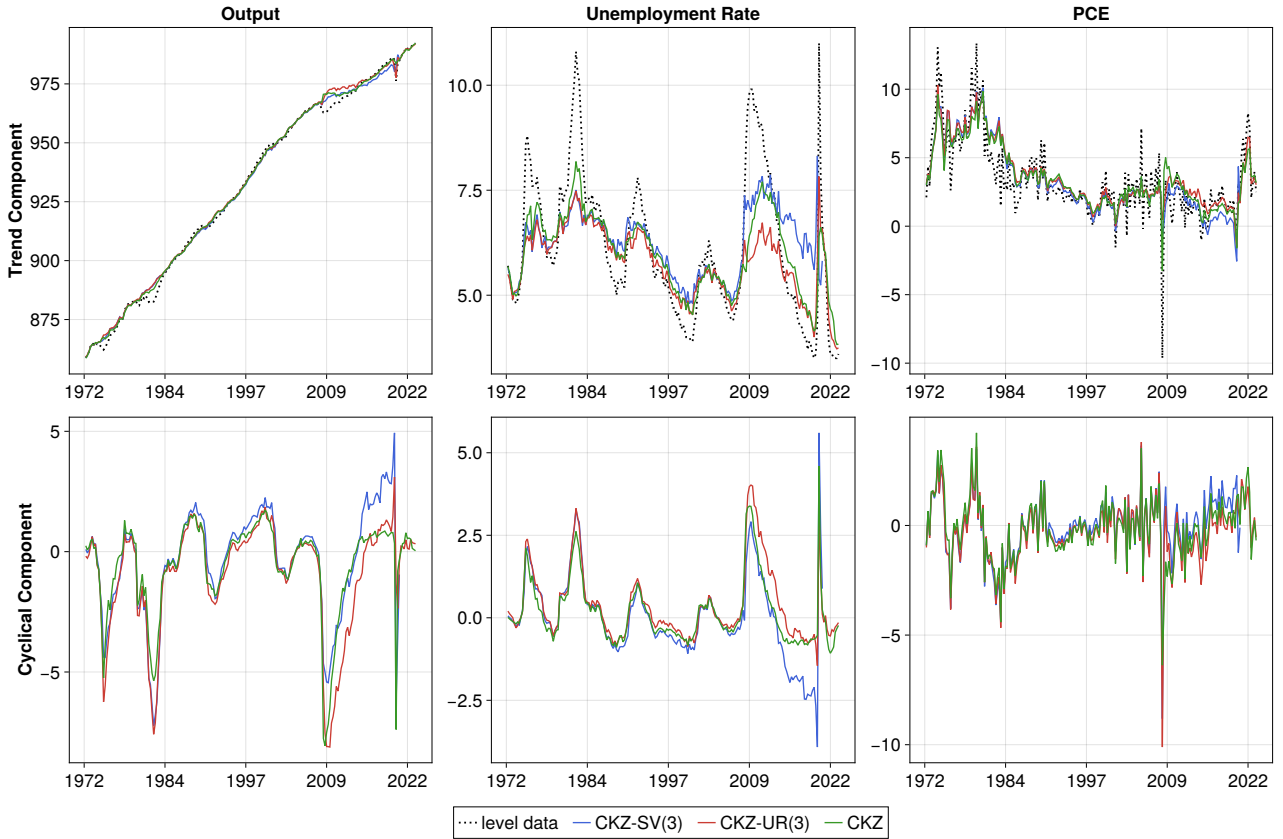 Output
Unemployment Rate
PCE
Trend Component
975
950
925
900
875
1972 1984 1997 2009 2022
10.0
7.5
5.0
1972 1984 1997 2009 2022
10
5
0
−5
−10
1972 1984 1997 2009 2022
Cyclical Component
5
0
−5
1972 1984 1997 2009 2022
5.0
2.5
0.0
−2.5
1972 1984 1997 2009 2022
0
−5
−10
1972 1984 1997 2009 2022
level data CKZ-SV(3) CKZ-UR(3) CKZ